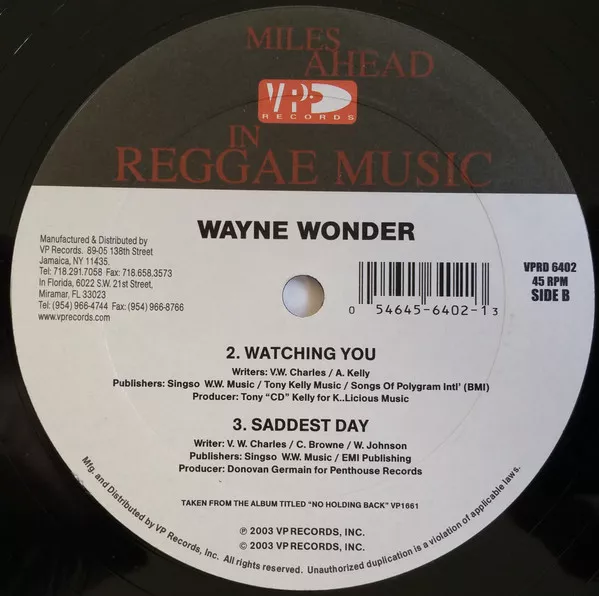 MILES
AHEAD
VP
RECORDS
IN
REGGAE MUSIC
WAYNE WONDER
Manufactured & Distributed by
VP Records. 89-05 138th Street
Jamaica, NY 11435.
Tel: 718.291.7058 Fax: 718.658.3573
In Florida, 6022 S.W. 21st Street,
Miramar, FL 33023
Tel: (954) 966-4744 Fax: (954) 966-8766
www.vprecords.com
VPRD 6402
45 RPM
SIDE B
0 54645-6402-1 3
2. WATCHING YOU
Writers: V.W. Charles / A. Kelly
Publishers: Singso W.W. Music / Tony Kelly Music / Songs Of Polygram Intl' (BMI)
Producer: Tony "CD" Kelly for K..Licious Music
3. SADDEST DAY
Writer: V. W. Charles / C. Browne / W. Johnson
Publishers: Singso W.W. Music / EMI Publishing
Producer: Donovan Germain for Penthouse Records
TAKEN FROM THE ALBUM TITLED "NO HOLDING BACK" VP1661
℗ 2003 VP RECORDS, INC.
© 2003 VP RECORDS, INC.
Mfg. and Distributed by VP Records, Inc. All rights reserved. Unauthorized duplication is a violation of applicable laws.